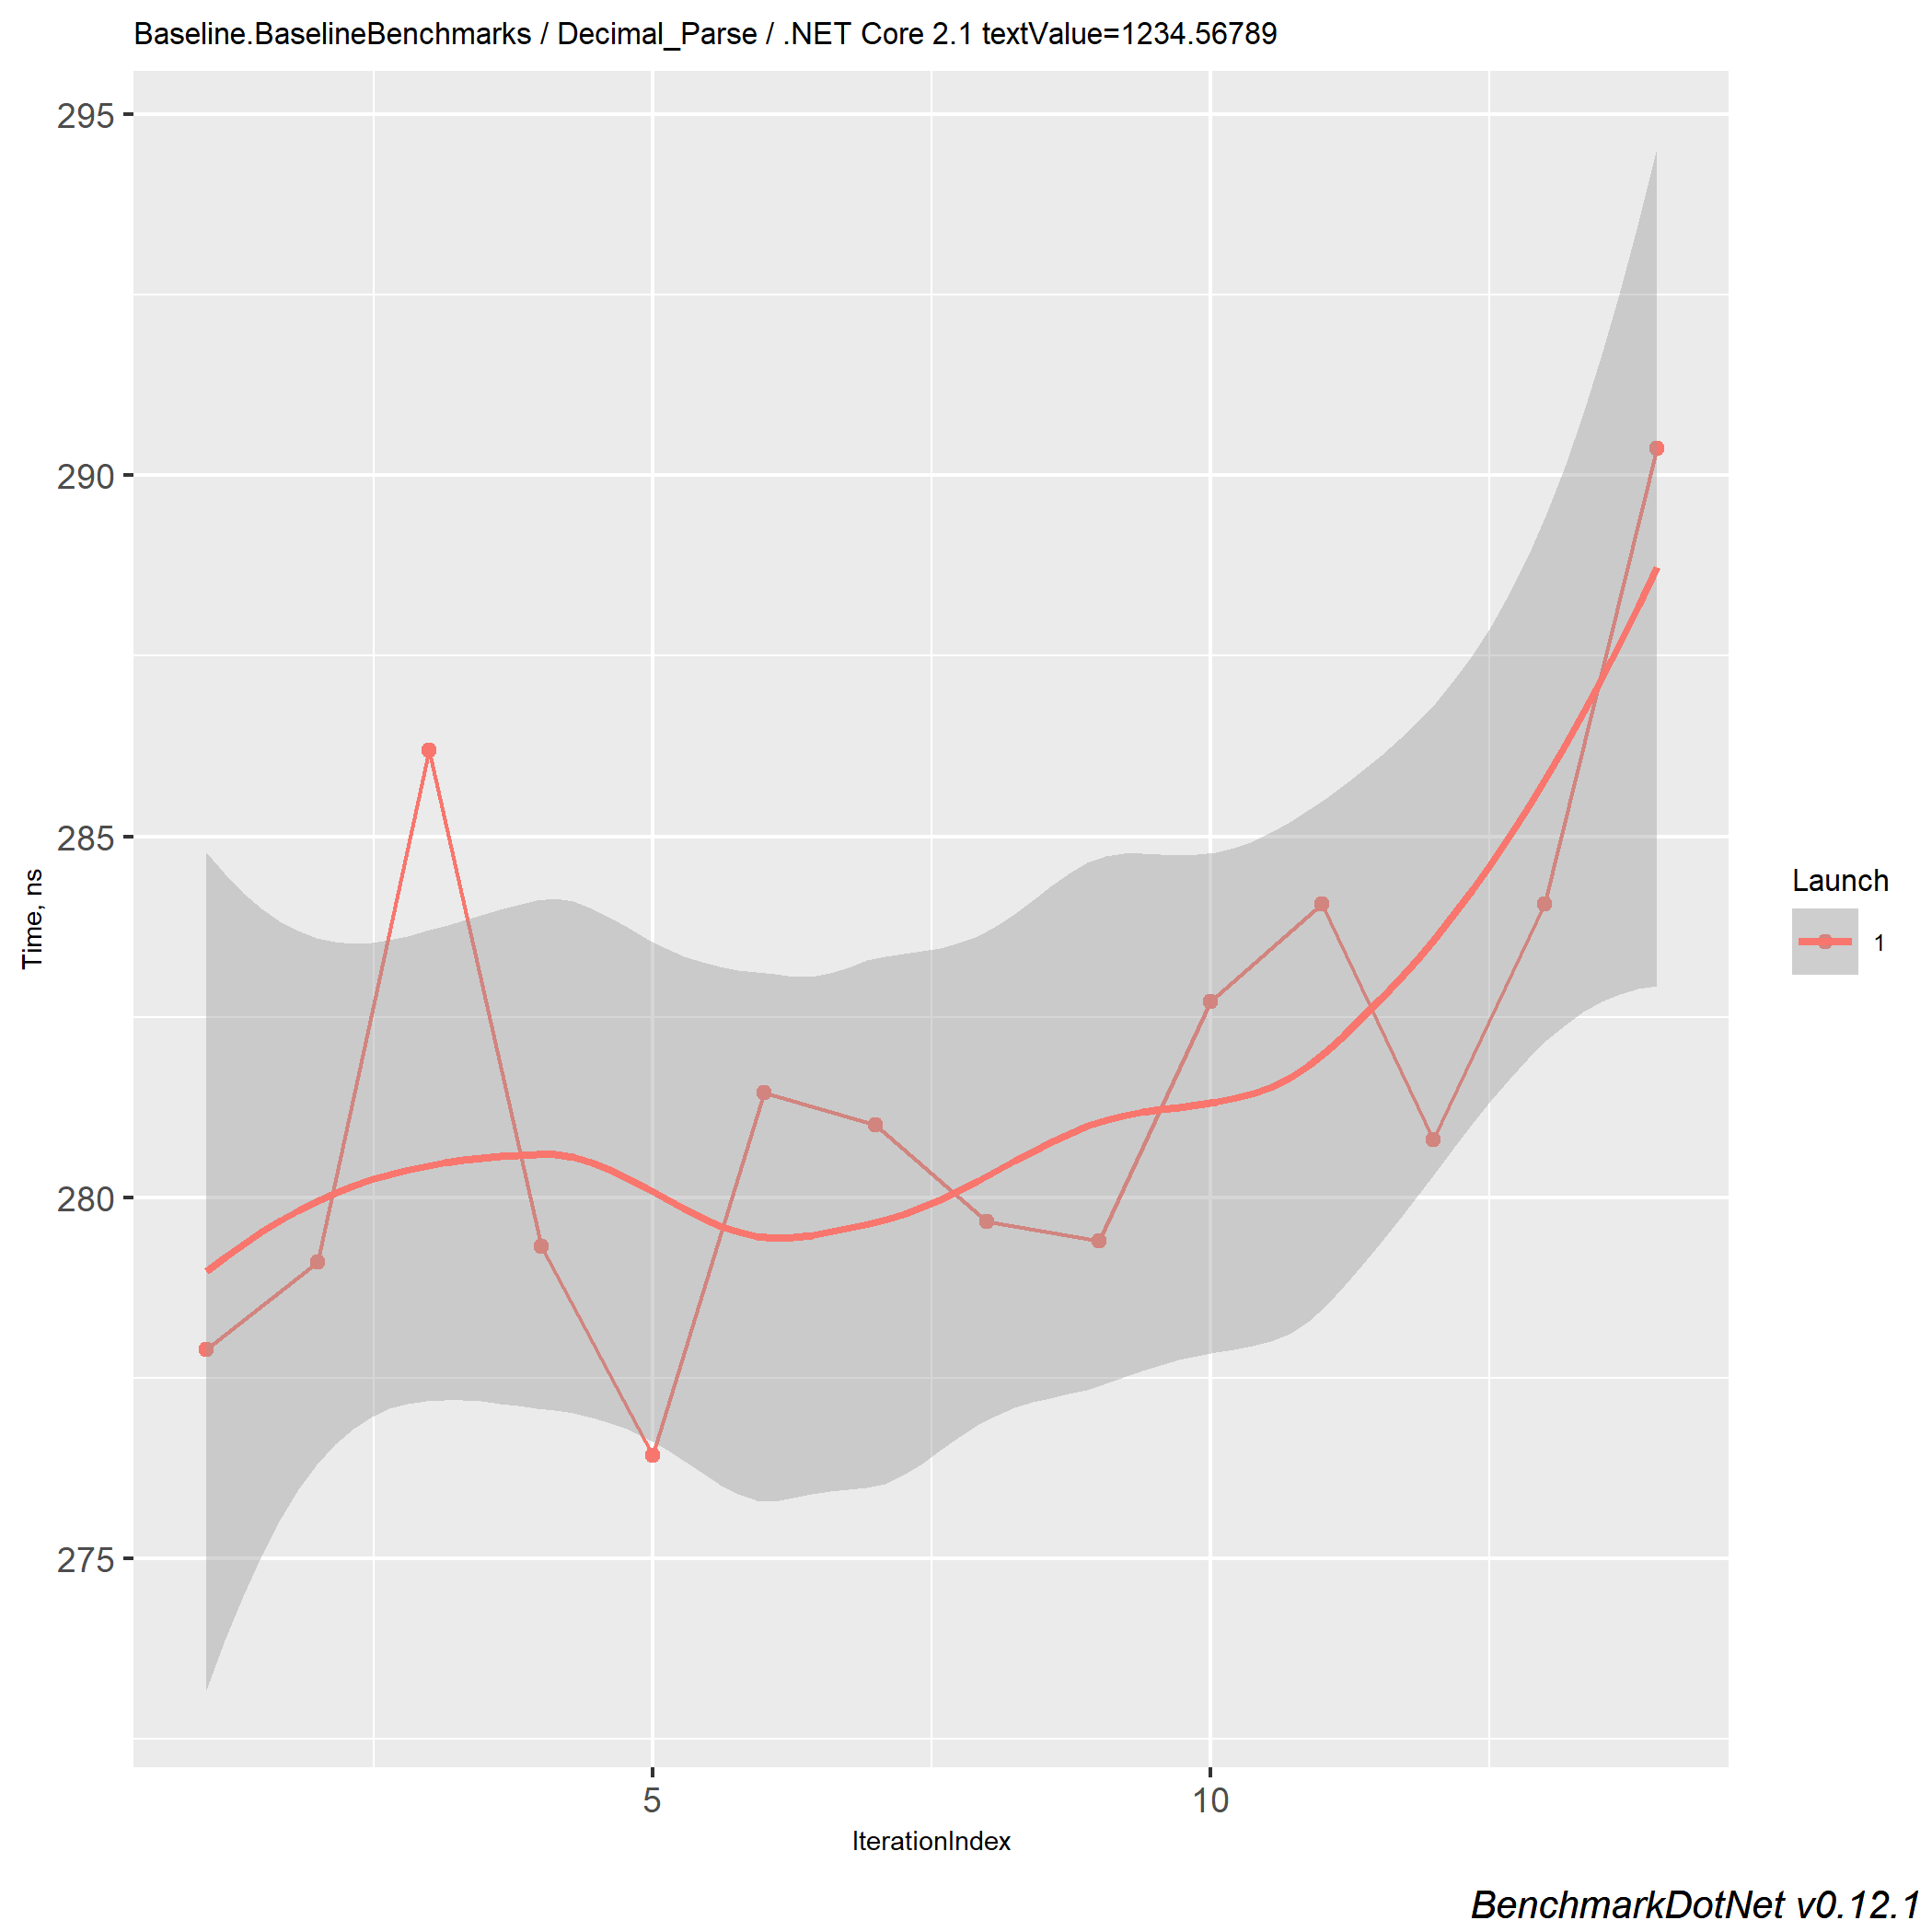 Baseline.BaselineBenchmarks / Decimal_Parse / .NET Core 2.1 textValue=1234.56789
295
290
285
280
275
Time, ns
5
10
IterationIndex
Launch
1
BenchmarkDotNet v0.12.1